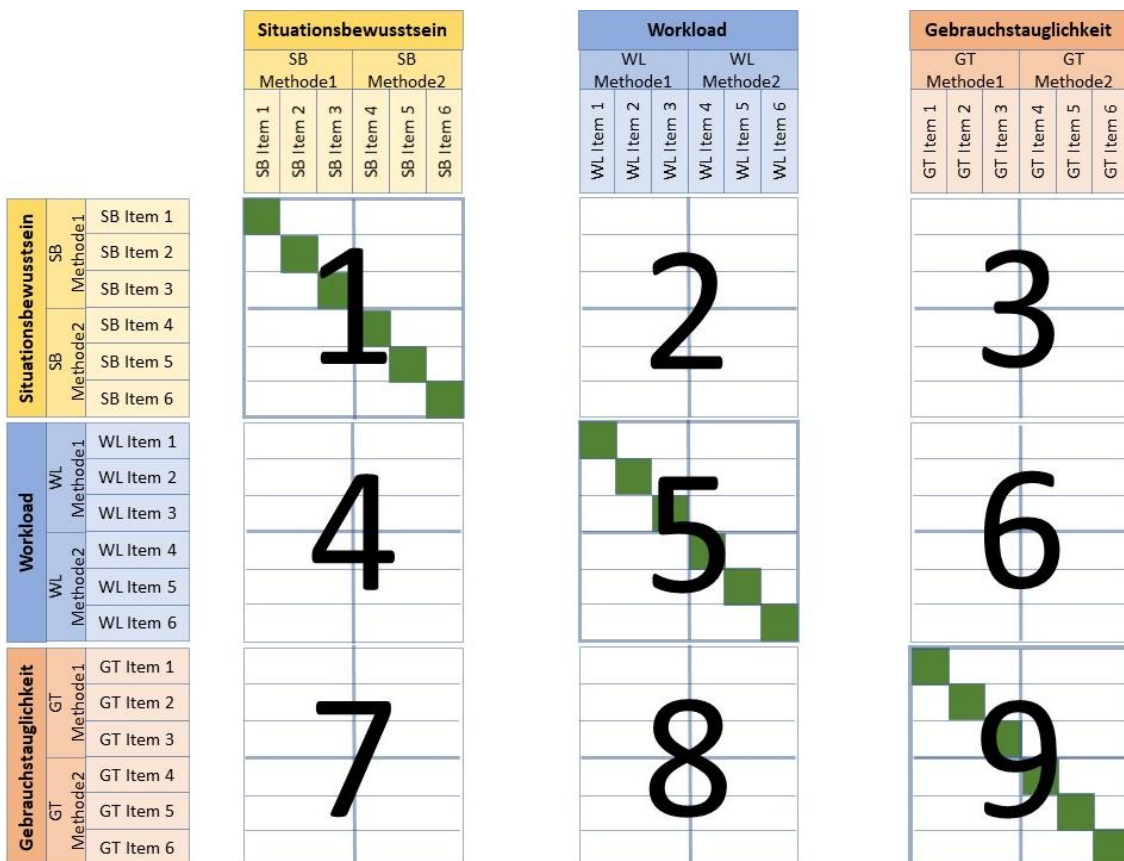 Situationsbewusstsein
Workload
Gebrauchstauglichkeit
SB
Methode1
SB
Methode2
WL
Methode1
WL
Methode2
GT
Methode1
GT
Methode2
SB Item 1
SB Item 2
SB Item 3
SB Item 4
SB Item 5
SB Item 6
WL Item 1
WL Item 2
WL Item 3
WL Item 4
WL Item 5
WL Item 6
GT Item 1
GT Item 2
GT Item 3
GT Item 4
GT Item 5
GT Item 6
Situationsbewusstsein
SB
Methode1
SB Item 1
SB Item 2
SB Item 3
SB
Methode2
SB Item 4
SB Item 5
SB Item 6
1
2
3
Workload
WL
Methode1
WL Item 1
WL Item 2
WL Item 3
WL
Methode2
WL Item 4
WL Item 5
WL Item 6
4
5
6
Gebrauchstauglichkeit
GT
Methode1
GT Item 1
GT Item 2
GT Item 3
GT
Methode2
GT Item 4
GT Item 5
GT Item 6
7
8
9